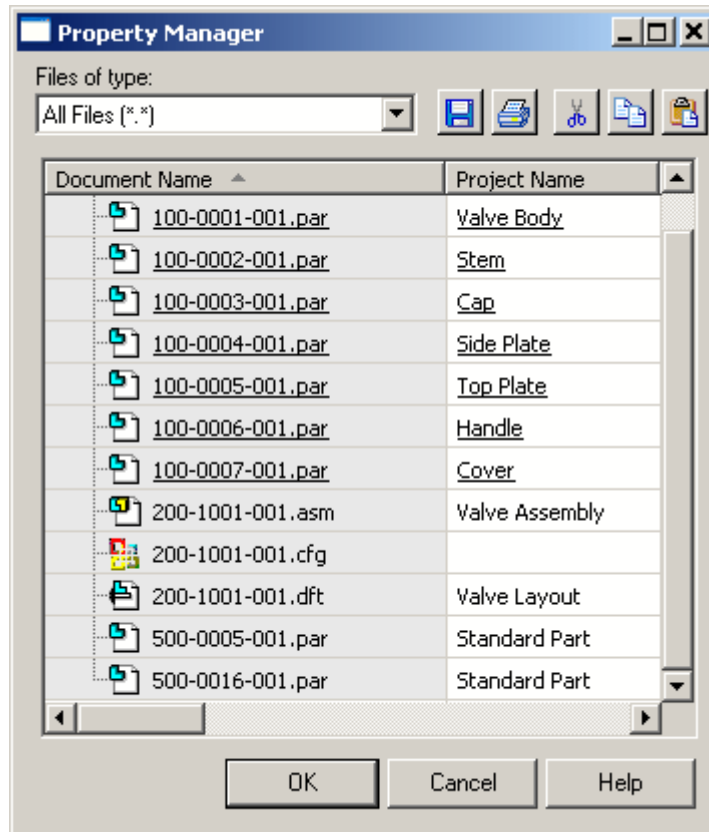 Property Manager
Files of type:
All Files (*.*)
Document Name Project Name
100-0001-001.par Valve Body
100-0002-001.par Stem
100-0003-001.par Cap
100-0004-001.par Side Plate
100-0005-001.par Top Plate
100-0006-001.par Handle
100-0007-001.par Cover
200-1001-001.asm Valve Assembly
200-1001-001.cfg
200-1001-001.dft Valve Layout
500-0005-001.par Standard Part
500-0016-001.par Standard Part
OK Cancel Help